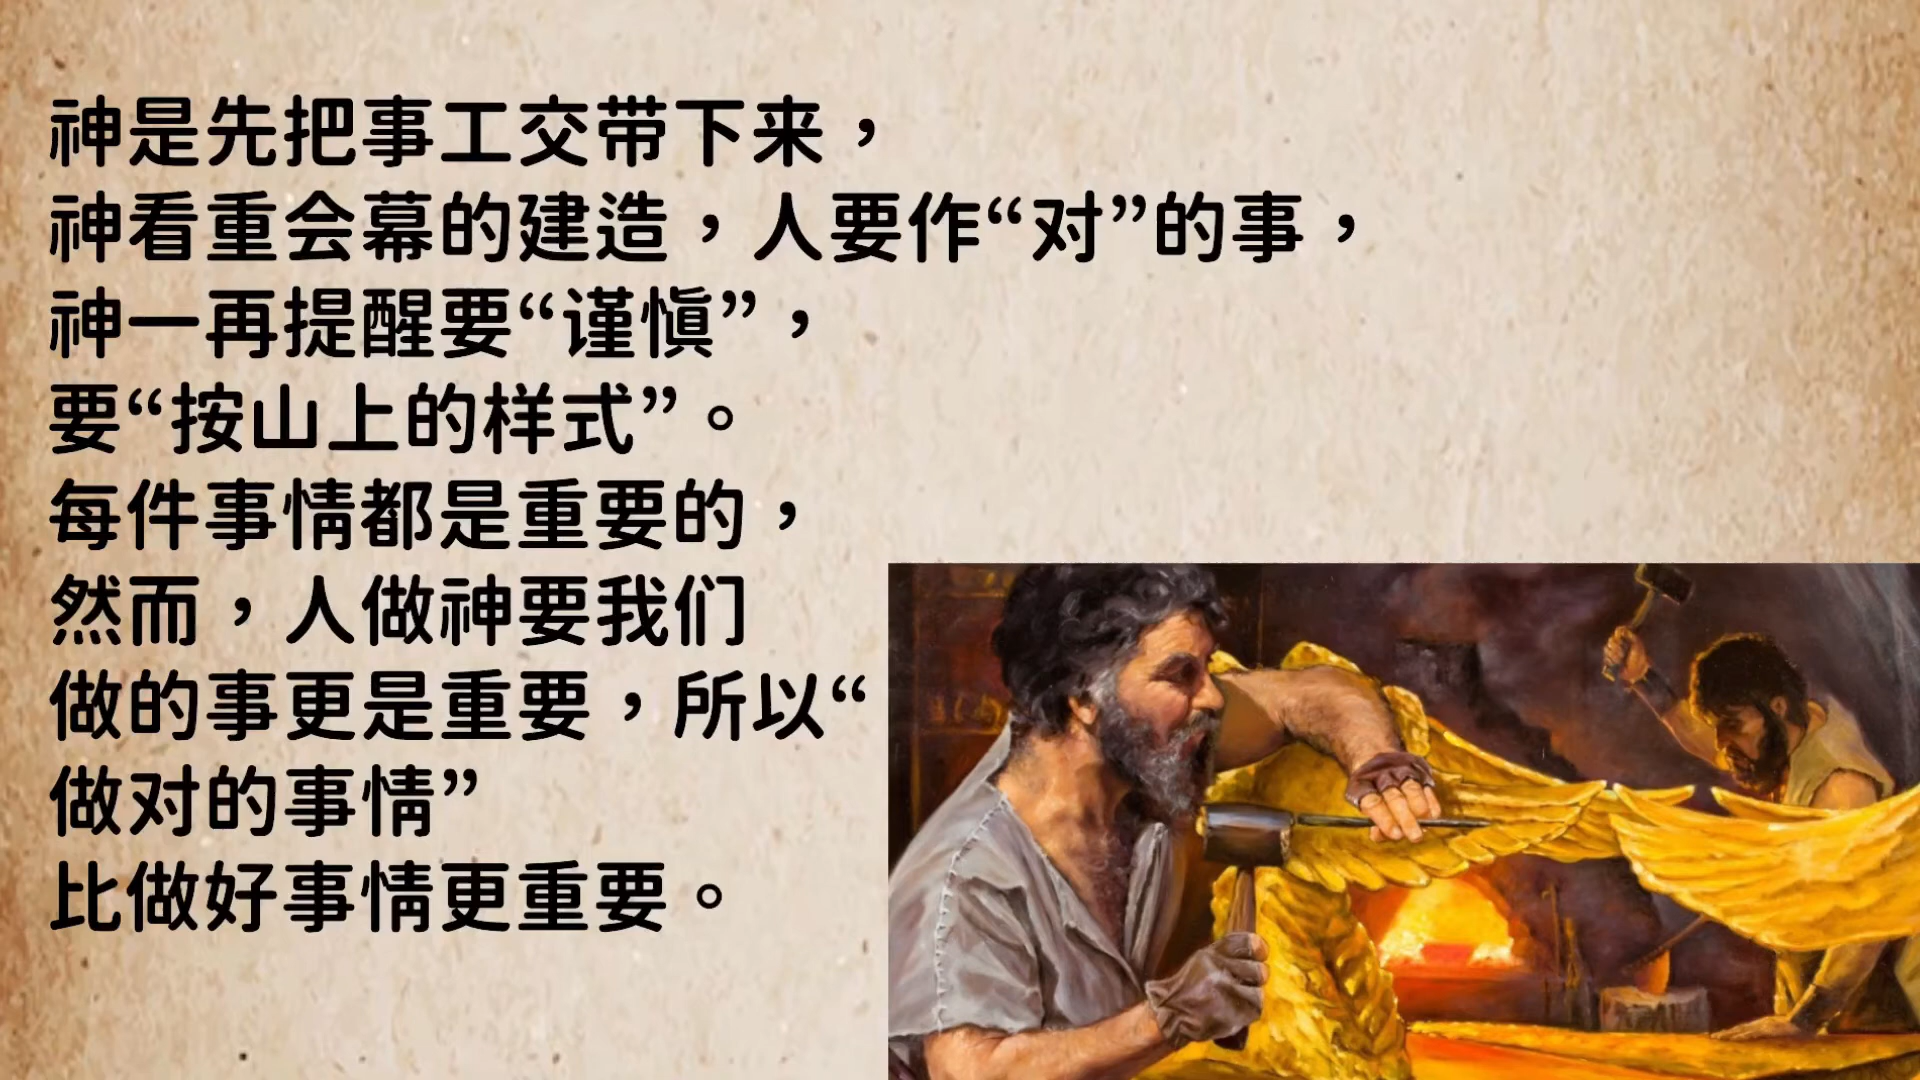 神是先把事工交带下来，
神看重会幕的建造，人要作“对”的事，
神一再提醒要“谨慎”，
要“按山上的样式”。
每件事情都是重要的，
然而，人做神要我们
做的事更是重要，所以“
做对的事情”
比做好事情更重要。